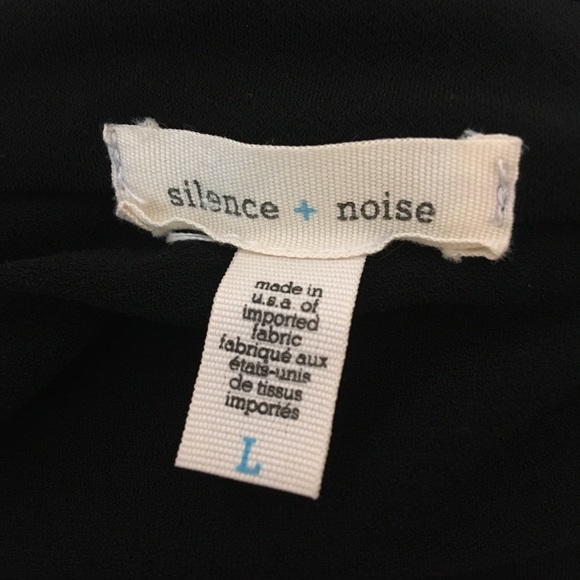 silence + noise
made in
u.s.a of
imported
fabric
fabriqué aux
états-unis
de tissus
importés
L